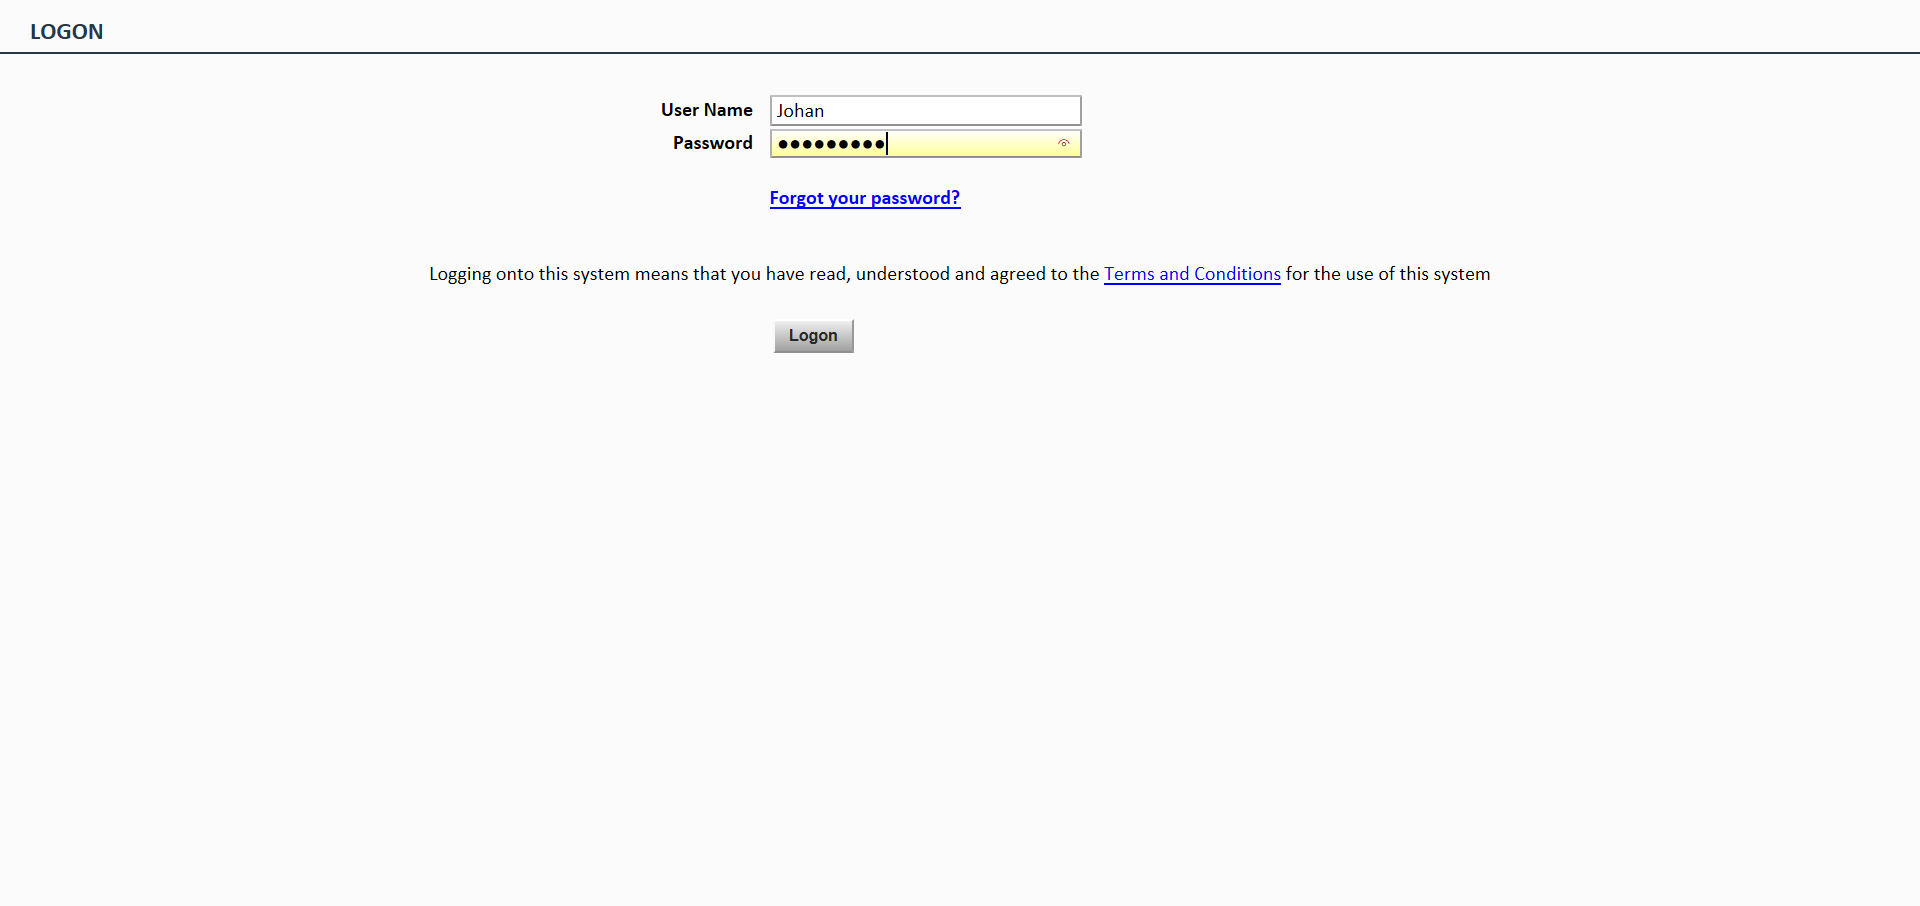 LOGON
User Name Johan
Password •••••••••
Forgot your password?
Logging onto this system means that you have read, understood and agreed to the Terms and Conditions for the use of this system
Logon